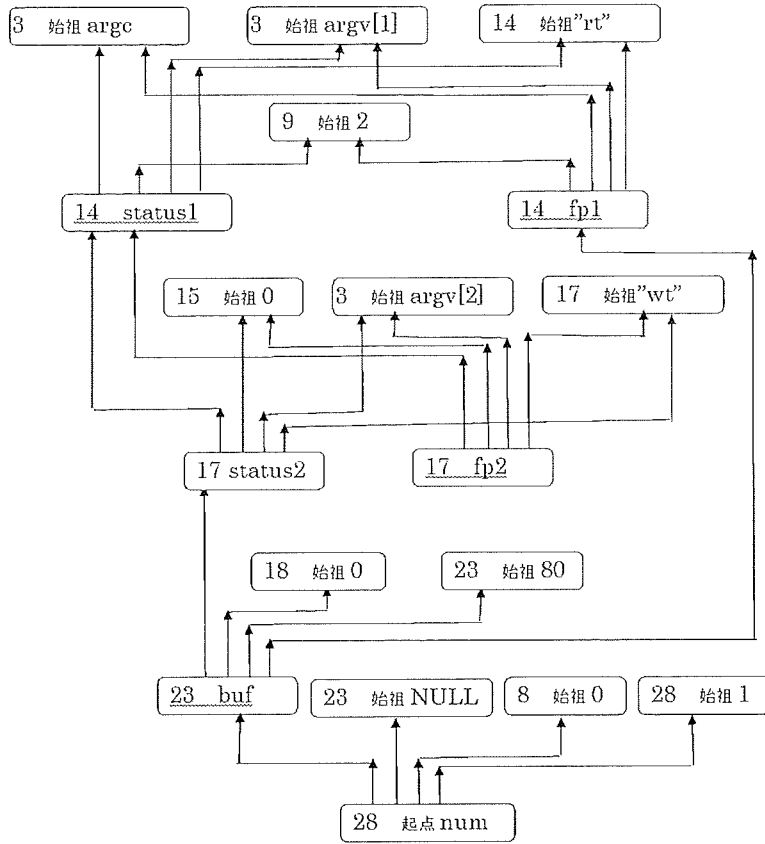 3 始祖 argc
3 始祖 argv[1]
14 始祖"rt"
9 始祖 2
14 status1
14 fp1
15 始祖 0
3 始祖 argv[2]
17 始祖"wt"
17 status2
17 fp2
18 始祖 0
23 始祖 80
23 buf
23 始祖 NULL
8 始祖 0
28 始祖 1
28 起点 num